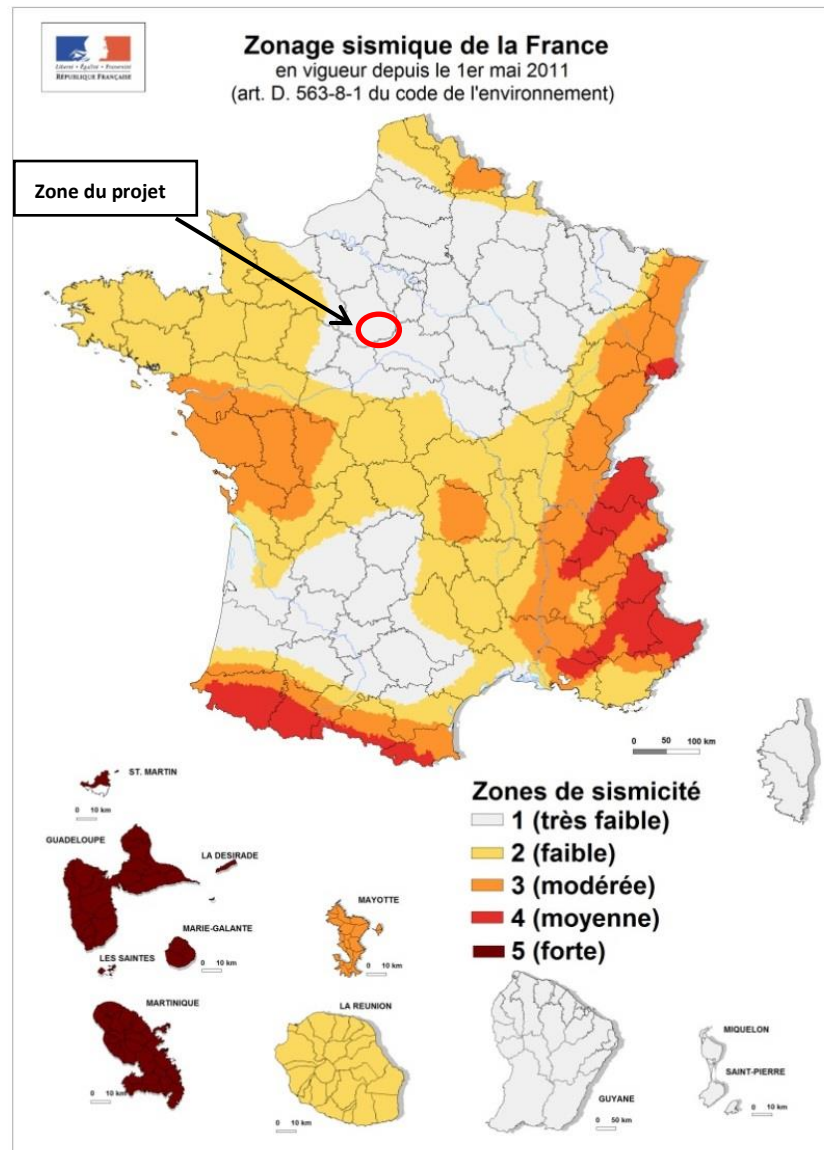 Liberté • Égalité • Fraternité
RÉPUBLIQUE FRANÇAISE
Zonage sismique de la France
en vigueur depuis le 1er mai 2011
(art. D. 563-8-1 du code de l'environnement)
Zone du projet
0 50 100 km
ST. MARTIN
0 10 km
GUADELOUPE
LA DESIRADE
MARIE-GALANTE
LES SAINTES
0 10 km
MAYOTTE
0 10 km
Zones de sismicité
1 (très faible)
2 (faible)
3 (modérée)
4 (moyenne)
5 (forte)
MARTINIQUE
0 10 km
LA REUNION
0 10 km
GUYANE
0 50 km
MIQUELON
SAINT-PIERRE
0 10 km